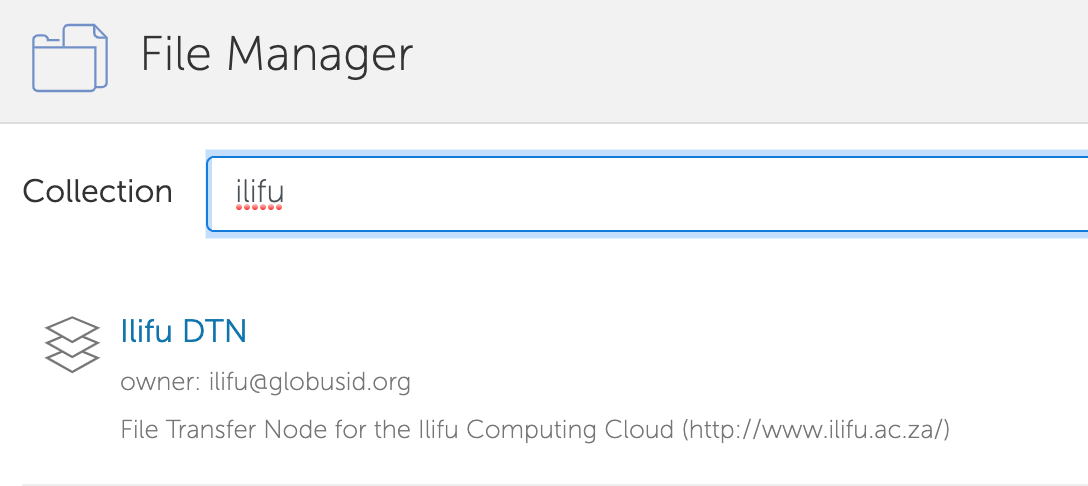 File Manager
Collection
ilifu
Ilifu DTN
owner: ilifu@globusid.org
File Transfer Node for the Ilifu Computing Cloud (http://www.ilifu.ac.za/)